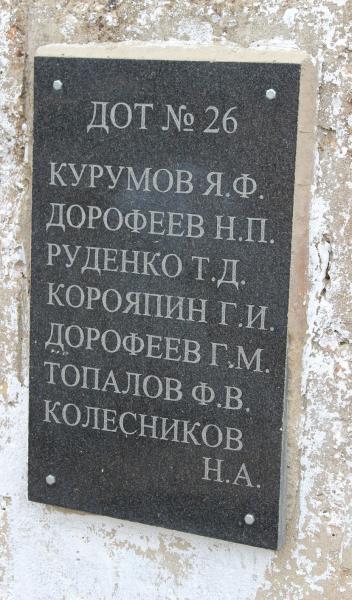 ДОТ № 26
КУРУМОВ Я.Ф.
ДОРОФЕЕВ Н.П.
РУДЕНКО Т.Д.
КОРОЯПИН Г.И.
ДОРОФЕЕВ Г.М.
ТОПАЛОВ Ф.В.
КОЛЕСНИКОВ
Н.А.